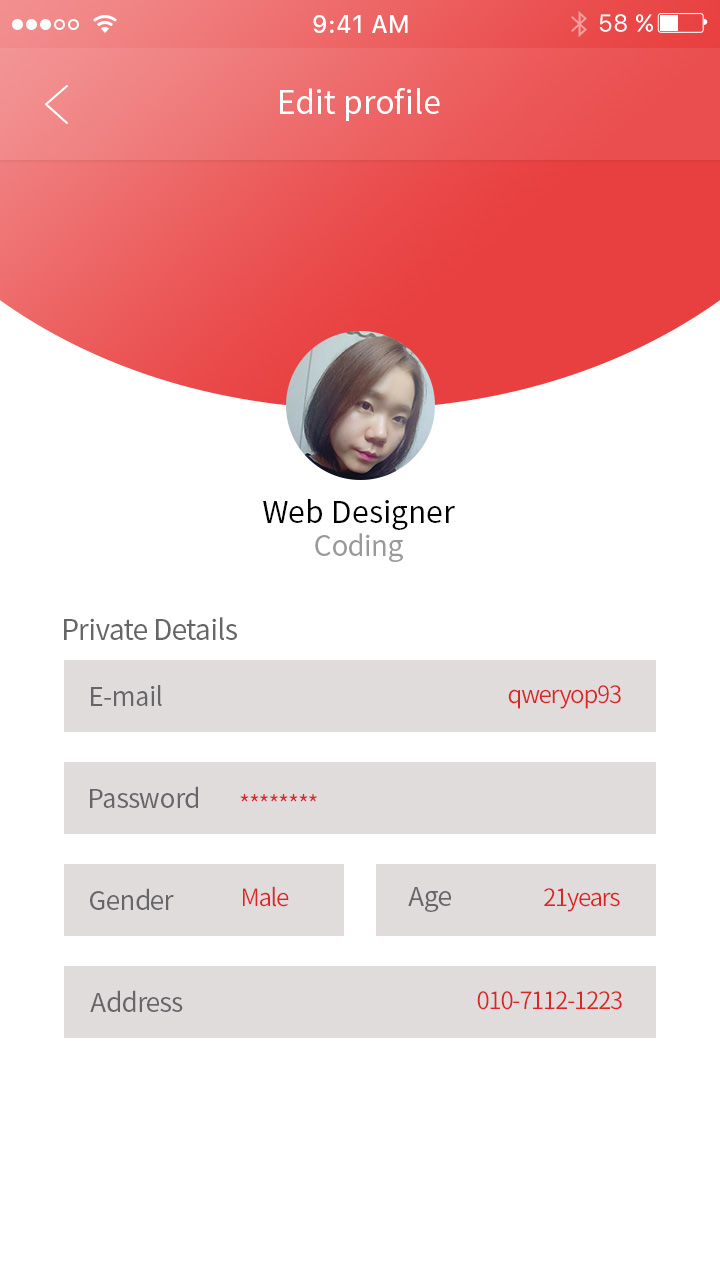 9:41 AM 58 %
Edit profile
Web Designer
Coding
Private Details
E-mail qweryop93
Password ********
Gender Male Age 21years
Address 010-7112-1223